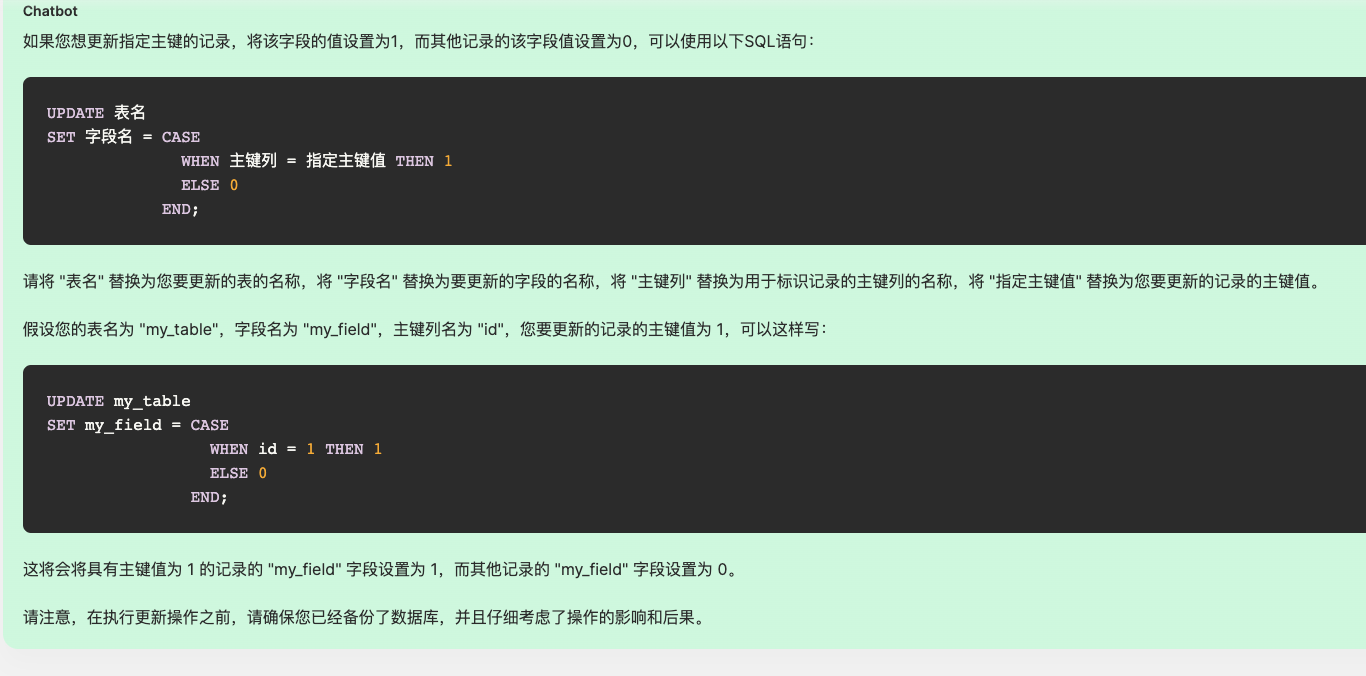 Chatbot
如果您想更新指定主键的记录，将该字段的值设置为1，而其他记录的该字段值设置为0，可以使用以下SQL语句：
UPDATE 表名
SET 字段名 = CASE
WHEN 主键列 = 指定主键值 THEN 1
ELSE 0
END;
请将 "表名" 替换为您要更新的表的名称，将 "字段名" 替换为要更新的字段的名称，将 "主键列" 替换为用于标识记录的主键列的名称，将 "指定主键值" 替换为您要更新的记录的主键值。
假设您的表名为 "my_table"，字段名为 "my_field"，主键列名为 "id"，您要更新的记录的主键值为 1，可以这样写：
UPDATE my_table
SET my_field = CASE
WHEN id = 1 THEN 1
ELSE 0
END;
这将会将具有主键值为 1 的记录的 "my_field" 字段设置为 1，而其他记录的 "my_field" 字段设置为 0。
请注意，在执行更新操作之前，请确保您已经备份了数据库，并且仔细考虑了操作的影响和后果。